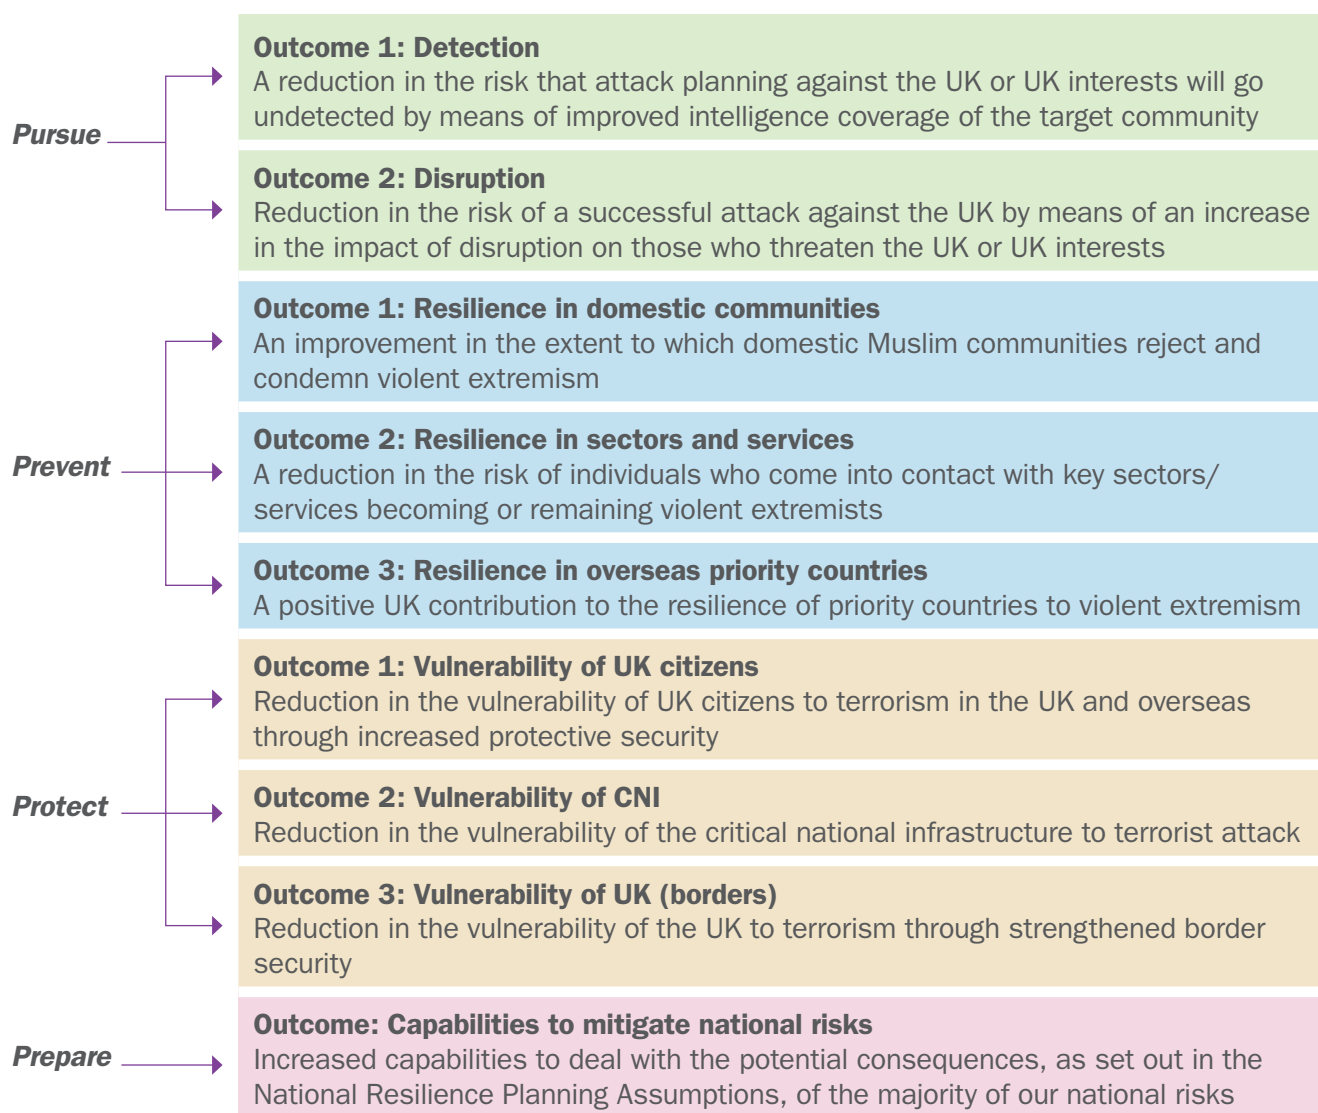 Outcome 1: Detection
A reduction in the risk that attack planning against the UK or UK interests will go
undetected by means of improved intelligence coverage of the target community
Pursue
Outcome 2: Disruption
Reduction in the risk of a successful attack against the UK by means of an increase
in the impact of disruption on those who threaten the UK or UK interests
Outcome 1: Resilience in domestic communities
An improvement in the extent to which domestic Muslim communities reject and
condemn violent extremism
Prevent
Outcome 2: Resilience in sectors and services
A reduction in the risk of individuals who come into contact with key sectors/
services becoming or remaining violent extremists
Outcome 3: Resilience in overseas priority countries
A positive UK contribution to the resilience of priority countries to violent extremism
Outcome 1: Vulnerability of UK citizens
Reduction in the vulnerability of UK citizens to terrorism in the UK and overseas
through increased protective security
Protect
Outcome 2: Vulnerability of CNI
Reduction in the vulnerability of the critical national infrastructure to terrorist attack
Outcome 3: Vulnerability of UK (borders)
Reduction in the vulnerability of the UK to terrorism through strengthened border
security
Prepare
Outcome: Capabilities to mitigate national risks
Increased capabilities to deal with the potential consequences, as set out in the
National Resilience Planning Assumptions, of the majority of our national risks